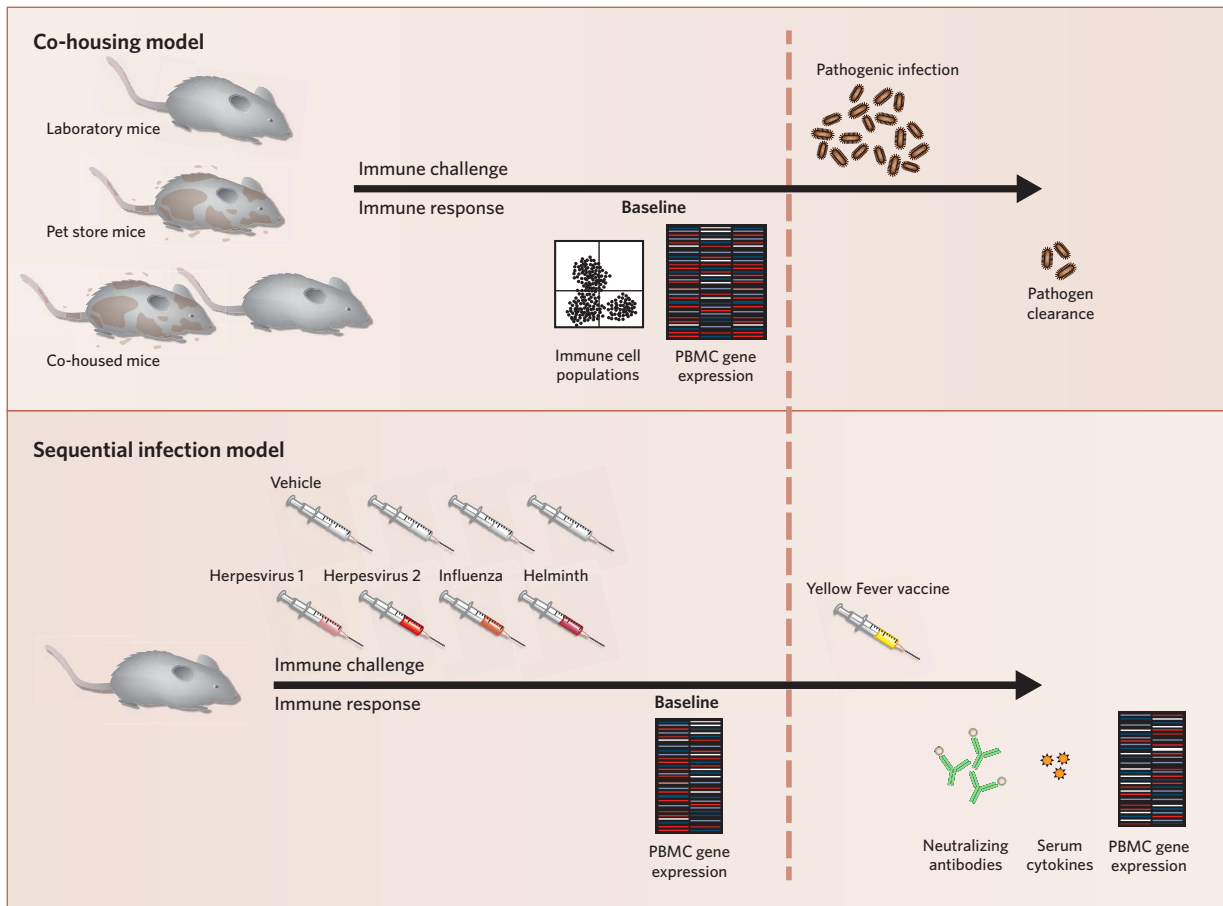 Co-housing model
Laboratory mice
Pet store mice
Co-housed mice
Immune challenge
Immune response
Baseline
Immune cell
populations
PBMC gene
expression
Pathogenic infection
Pathogen
clearance
Sequential infection model
Vehicle
Herpesvirus 1
Herpesvirus 2
Influenza
Helminth
Immune challenge
Immune response
Baseline
PBMC gene
expression
Yellow Fever vaccine
Neutralizing
antibodies
Serum
cytokines
PBMC gene
expression